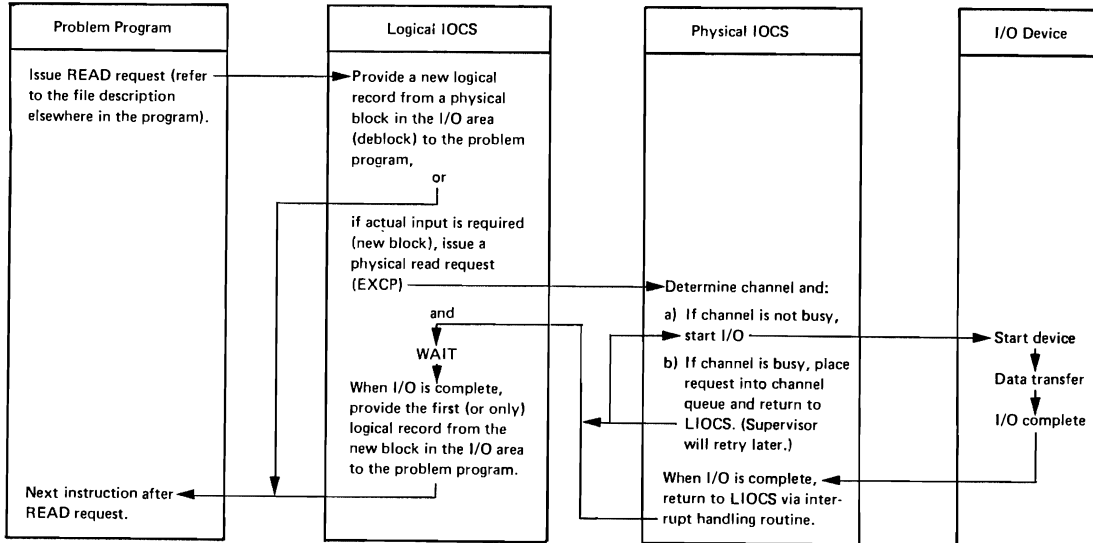 Problem Program
Issue READ request (refer
to the file description
elsewhere in the program).
Next instruction after
READ request.
Logical IOCS
Provide a new logical
record from a physical
block in the I/O area
(deblock) to the problem
program,
or
if actual input is required
(new block), issue a
physical read request
(EXCP)
and
WAIT
When I/O is complete,
provide the first (or only)
logical record from the
new block in the I/O area
to the problem program.
Physical IOCS
Determine channel and:
a) If channel is not busy,
start I/O
b) If channel is busy, place
request into channel
queue and return to
LIOCS. (Supervisor
will retry later.)
When I/O is complete,
return to LIOCS via inter-
rupt handling routine.
I/O Device
Start device
Data transfer
I/O complete